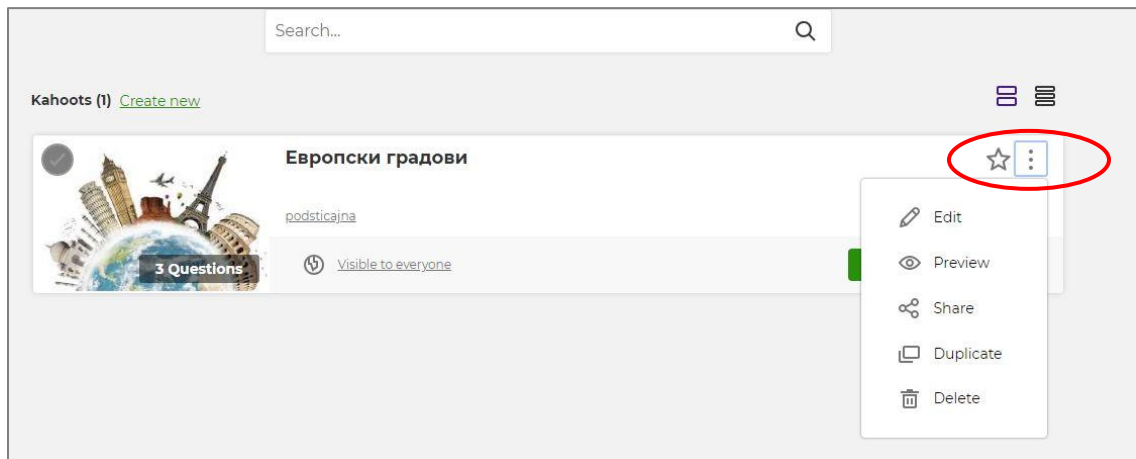 Search...
Kahoots (1) Create new
Европски градови
podsticajna
3 Questions
Visible to everyone
Edit
Preview
Share
Duplicate
Delete